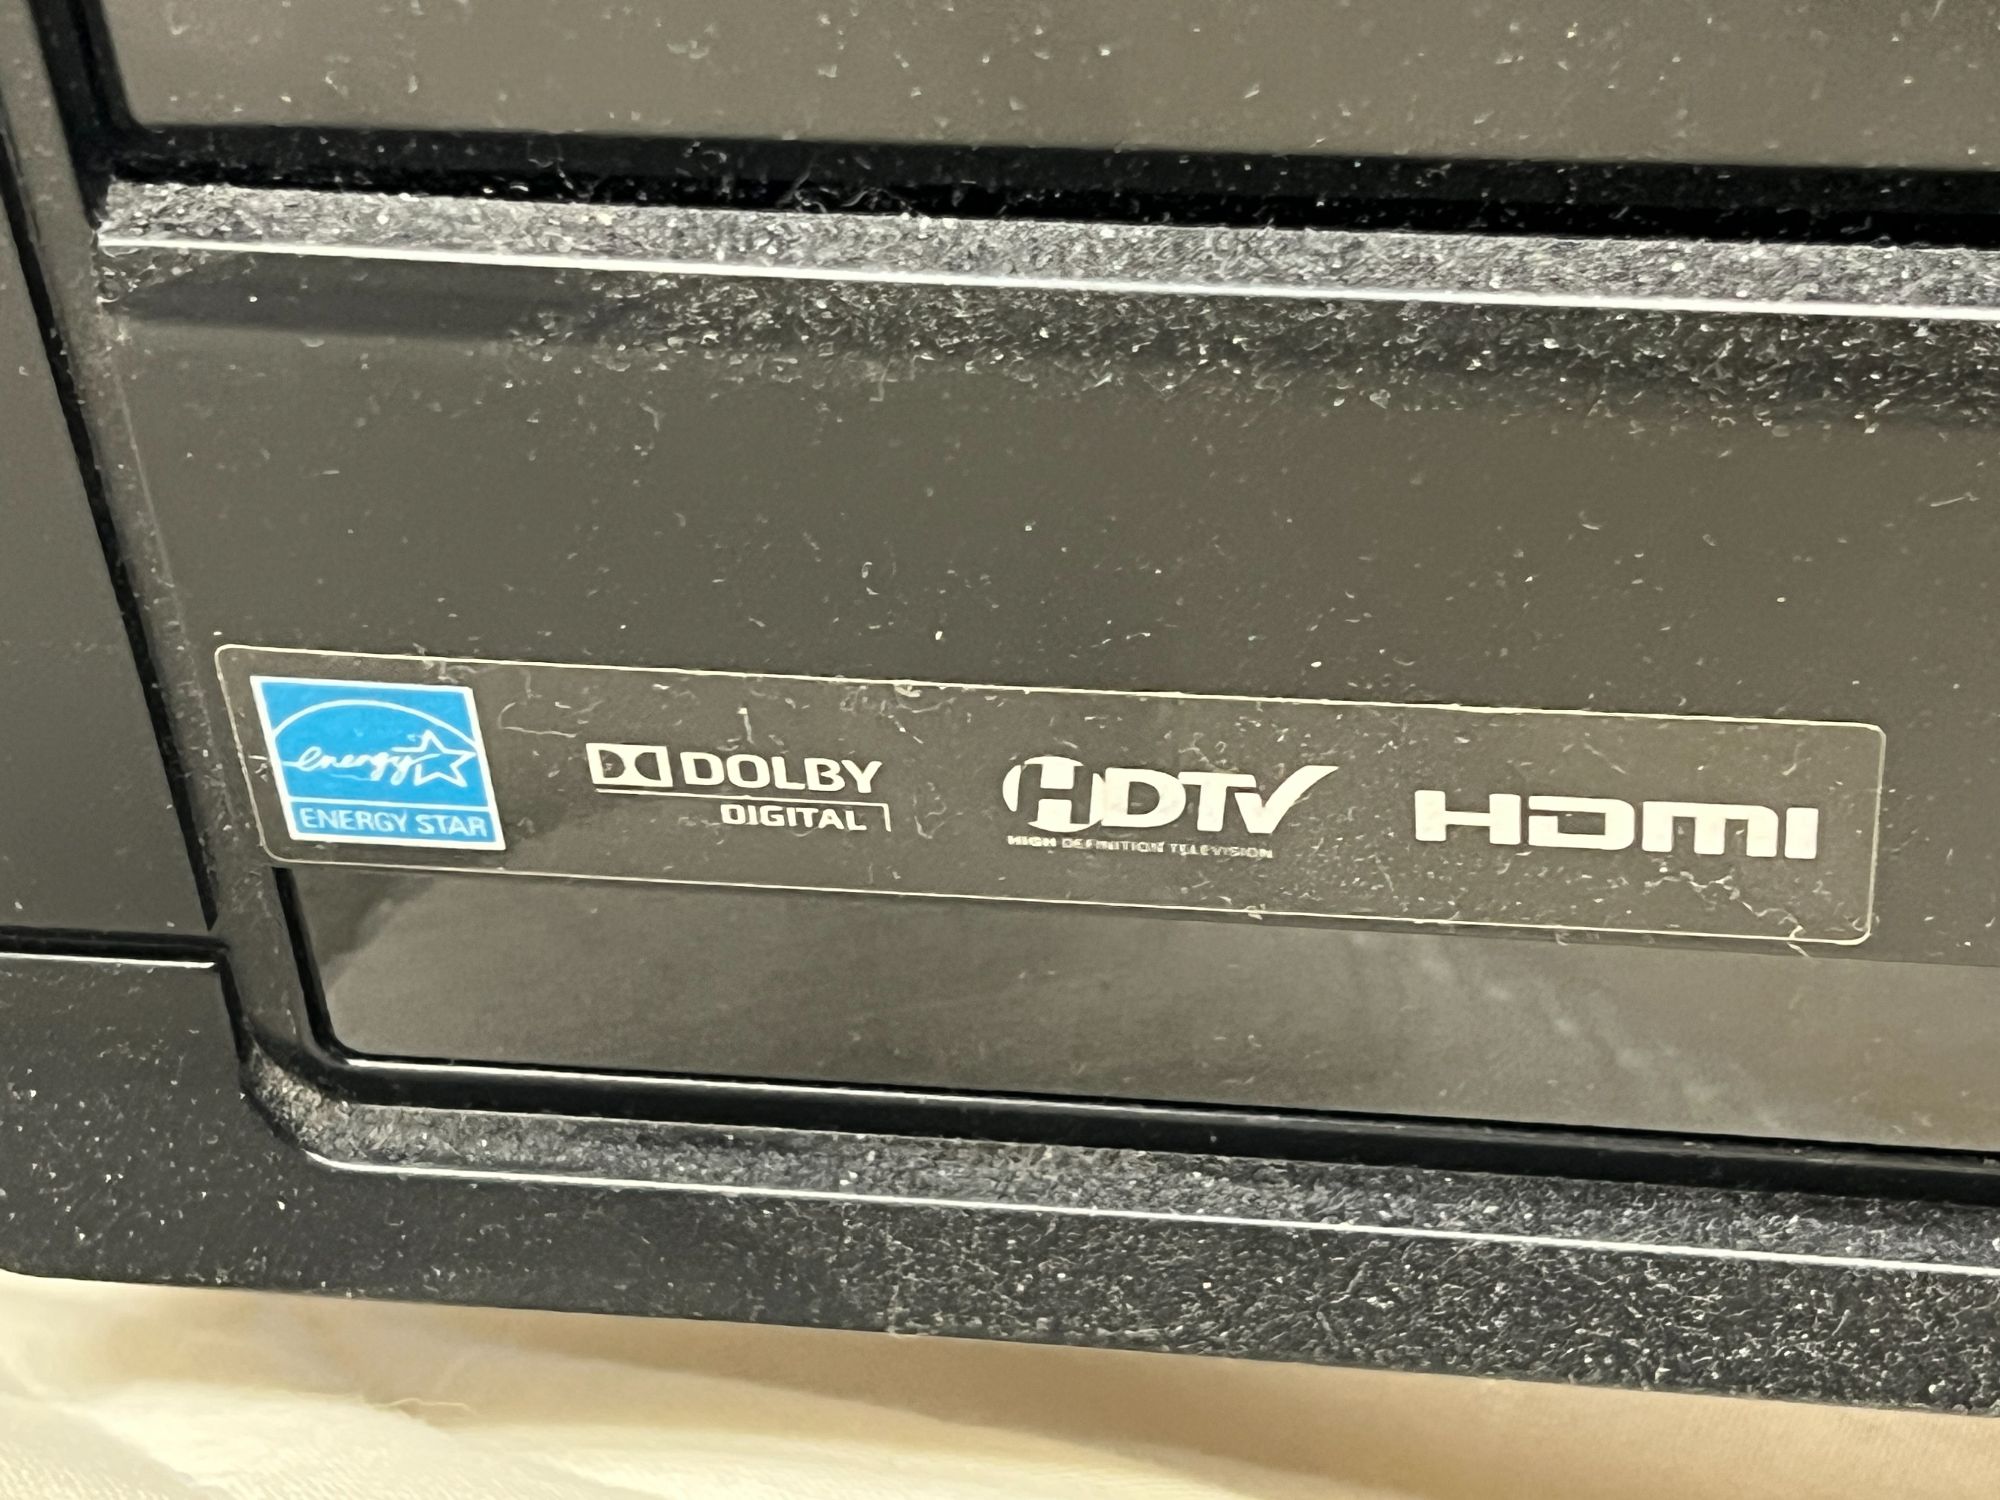 energy
ENERGY STAR
DOLBY
DIGITAL
HDTV
HIGH DEFINITION TELEVISION
HDMI